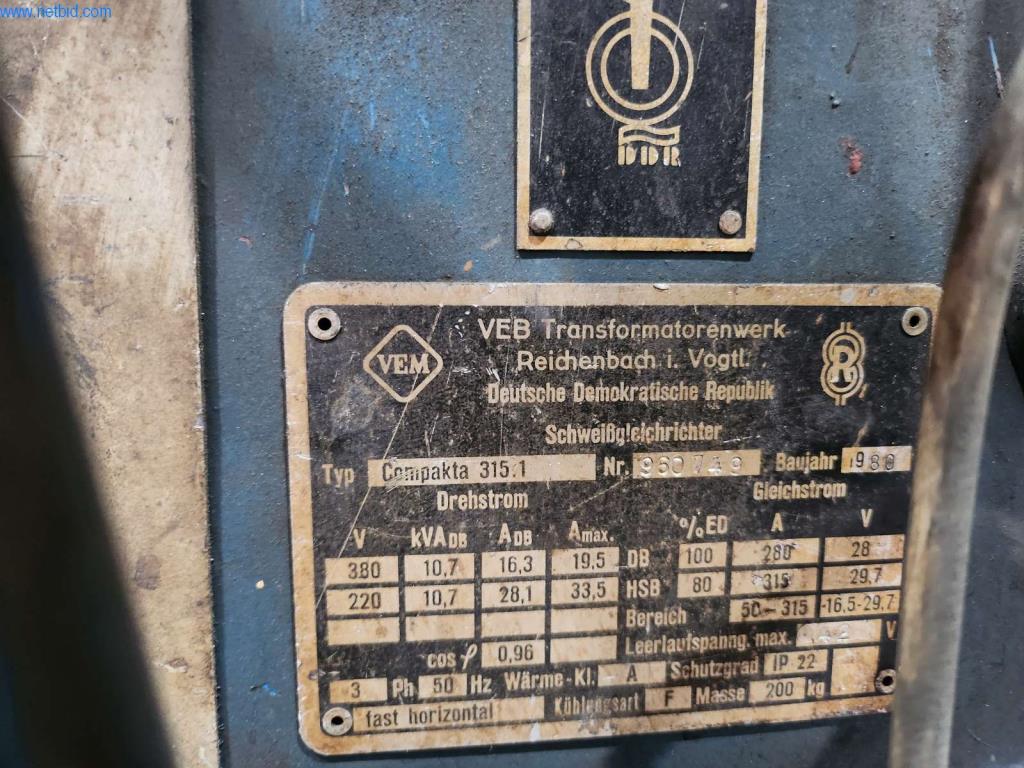 www.netbid.com
DDR
VEM
VEB Transformatorenwerk
Reichenbach i. Vogtl.
Deutsche Demokratische Republik
R
Schweißgleichrichter
Typ Compakta 315.1 Nr. 960749 Baujahr 1980
Drehstrom Gleichstrom
V kVA DB A DB A max. % ED A V
380 10,7 16,3 19,5 DB 100 280 28
220 10,7 28,1 33,5 HSB 80 315 29,7
Bereich 50-315 -16,5-29,7
Leerlaufspanng. max. V
cos φ 0,96
3 Ph 50 Hz Wärme-Kl. A Schutzgrad IP 22
fast horizontal Kühlungsart F Masse 200 kg